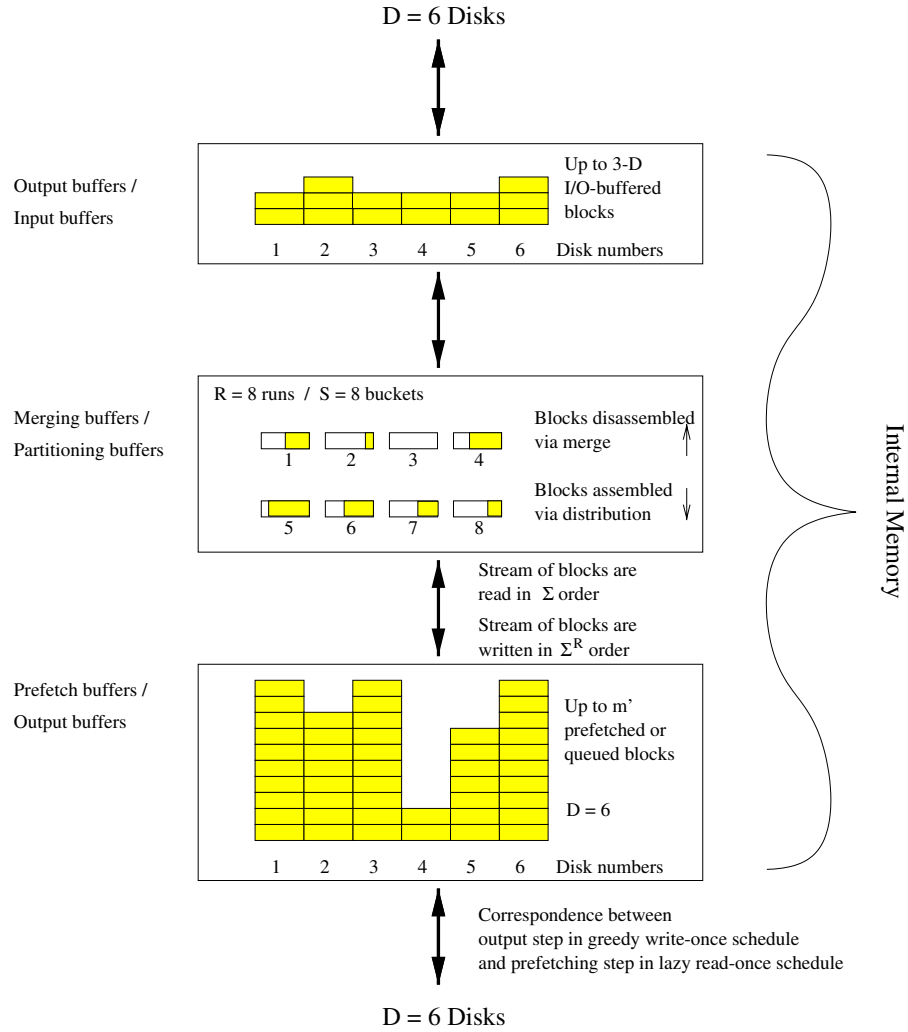 D = 6 Disks
Output buffers /
Input buffers
Up to 3-D
I/O-buffered
blocks
1 2 3 4 5 6 Disk numbers
Merging buffers /
Partitioning buffers
R = 8 runs / S = 8 buckets
Blocks disassembled
via merge
1 2 3 4
Blocks assembled
via distribution
5 6 7 8
Internal Memory
Stream of blocks are
read in Σ order
Stream of blocks are
written in Σ^R order
Prefetch buffers /
Output buffers
Up to m'
prefetched or
queued blocks
D = 6
1 2 3 4 5 6 Disk numbers
Correspondence between
output step in greedy write-once schedule
and prefetching step in lazy read-once schedule
D = 6 Disks